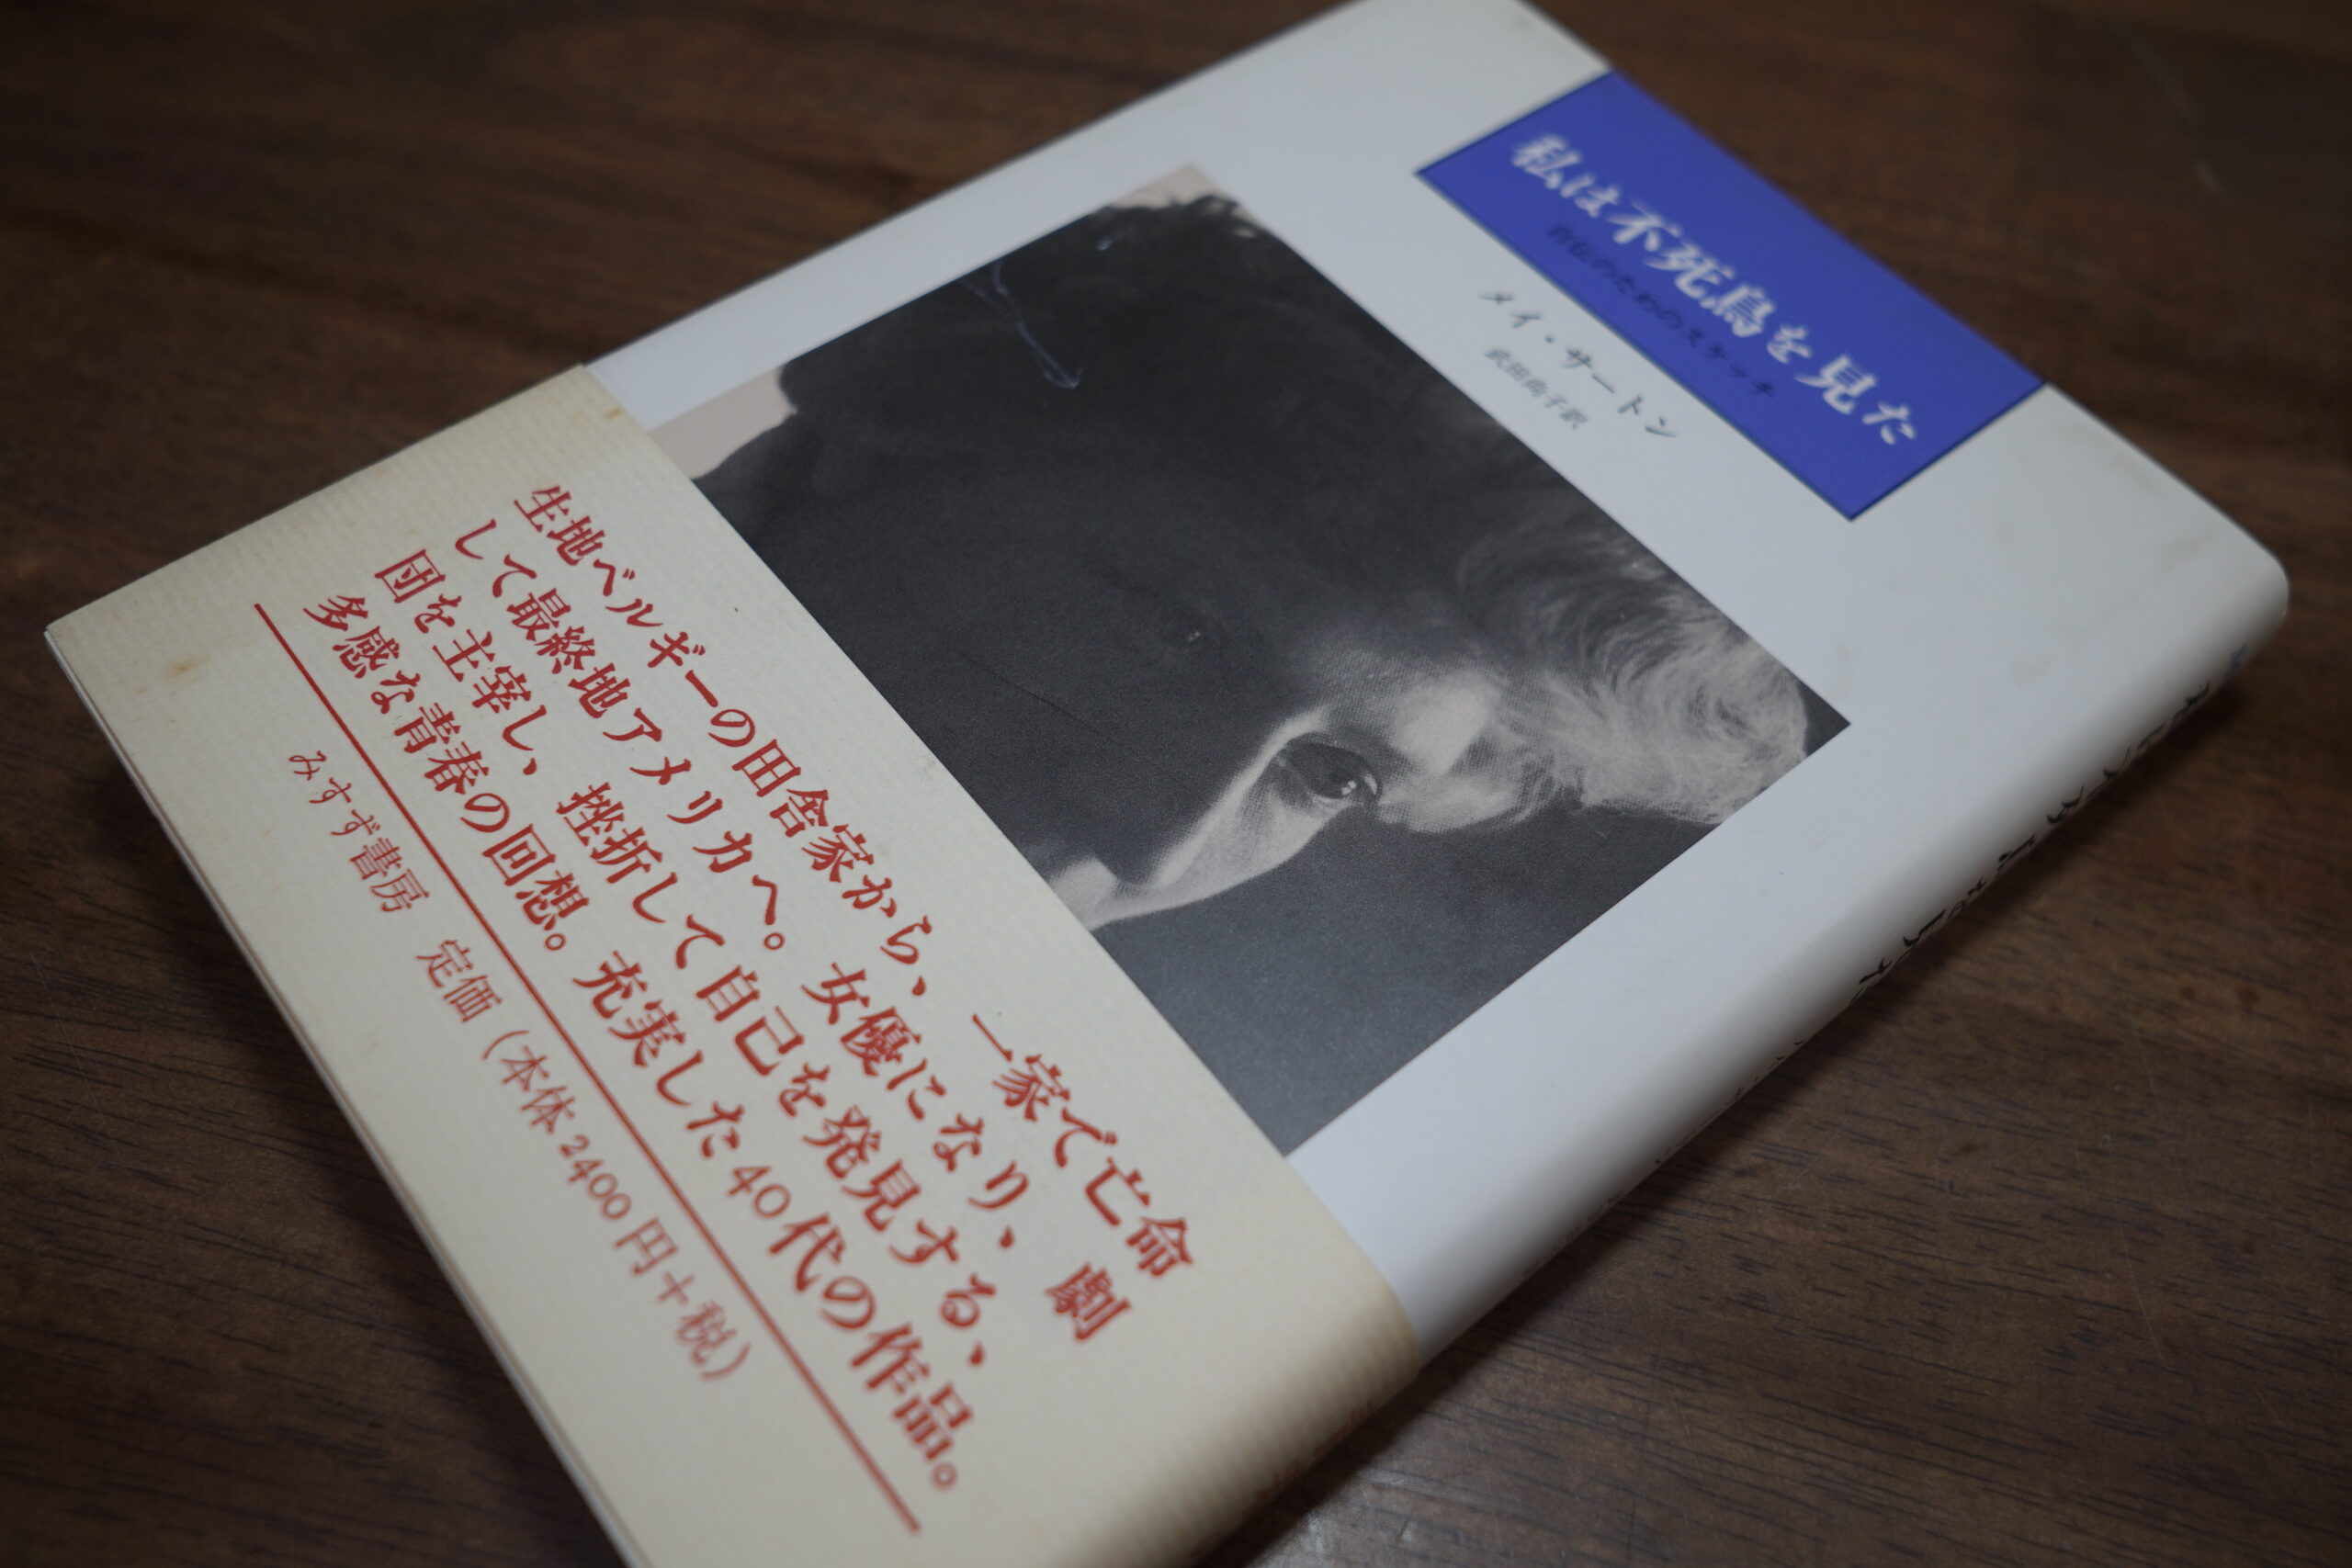 私は不死鳥を見た
自伝のためのスケッチ
メイ・サートン
武田尚子訳
生地ベルギーの田舎家から、一家で亡命
して最終地アメリカへ。女優になり、劇
団を主宰し、挫折して自己を発見する、
多感な青春の回想。充実した40代の作品。
みすず書房 定価（本体2400円＋税）